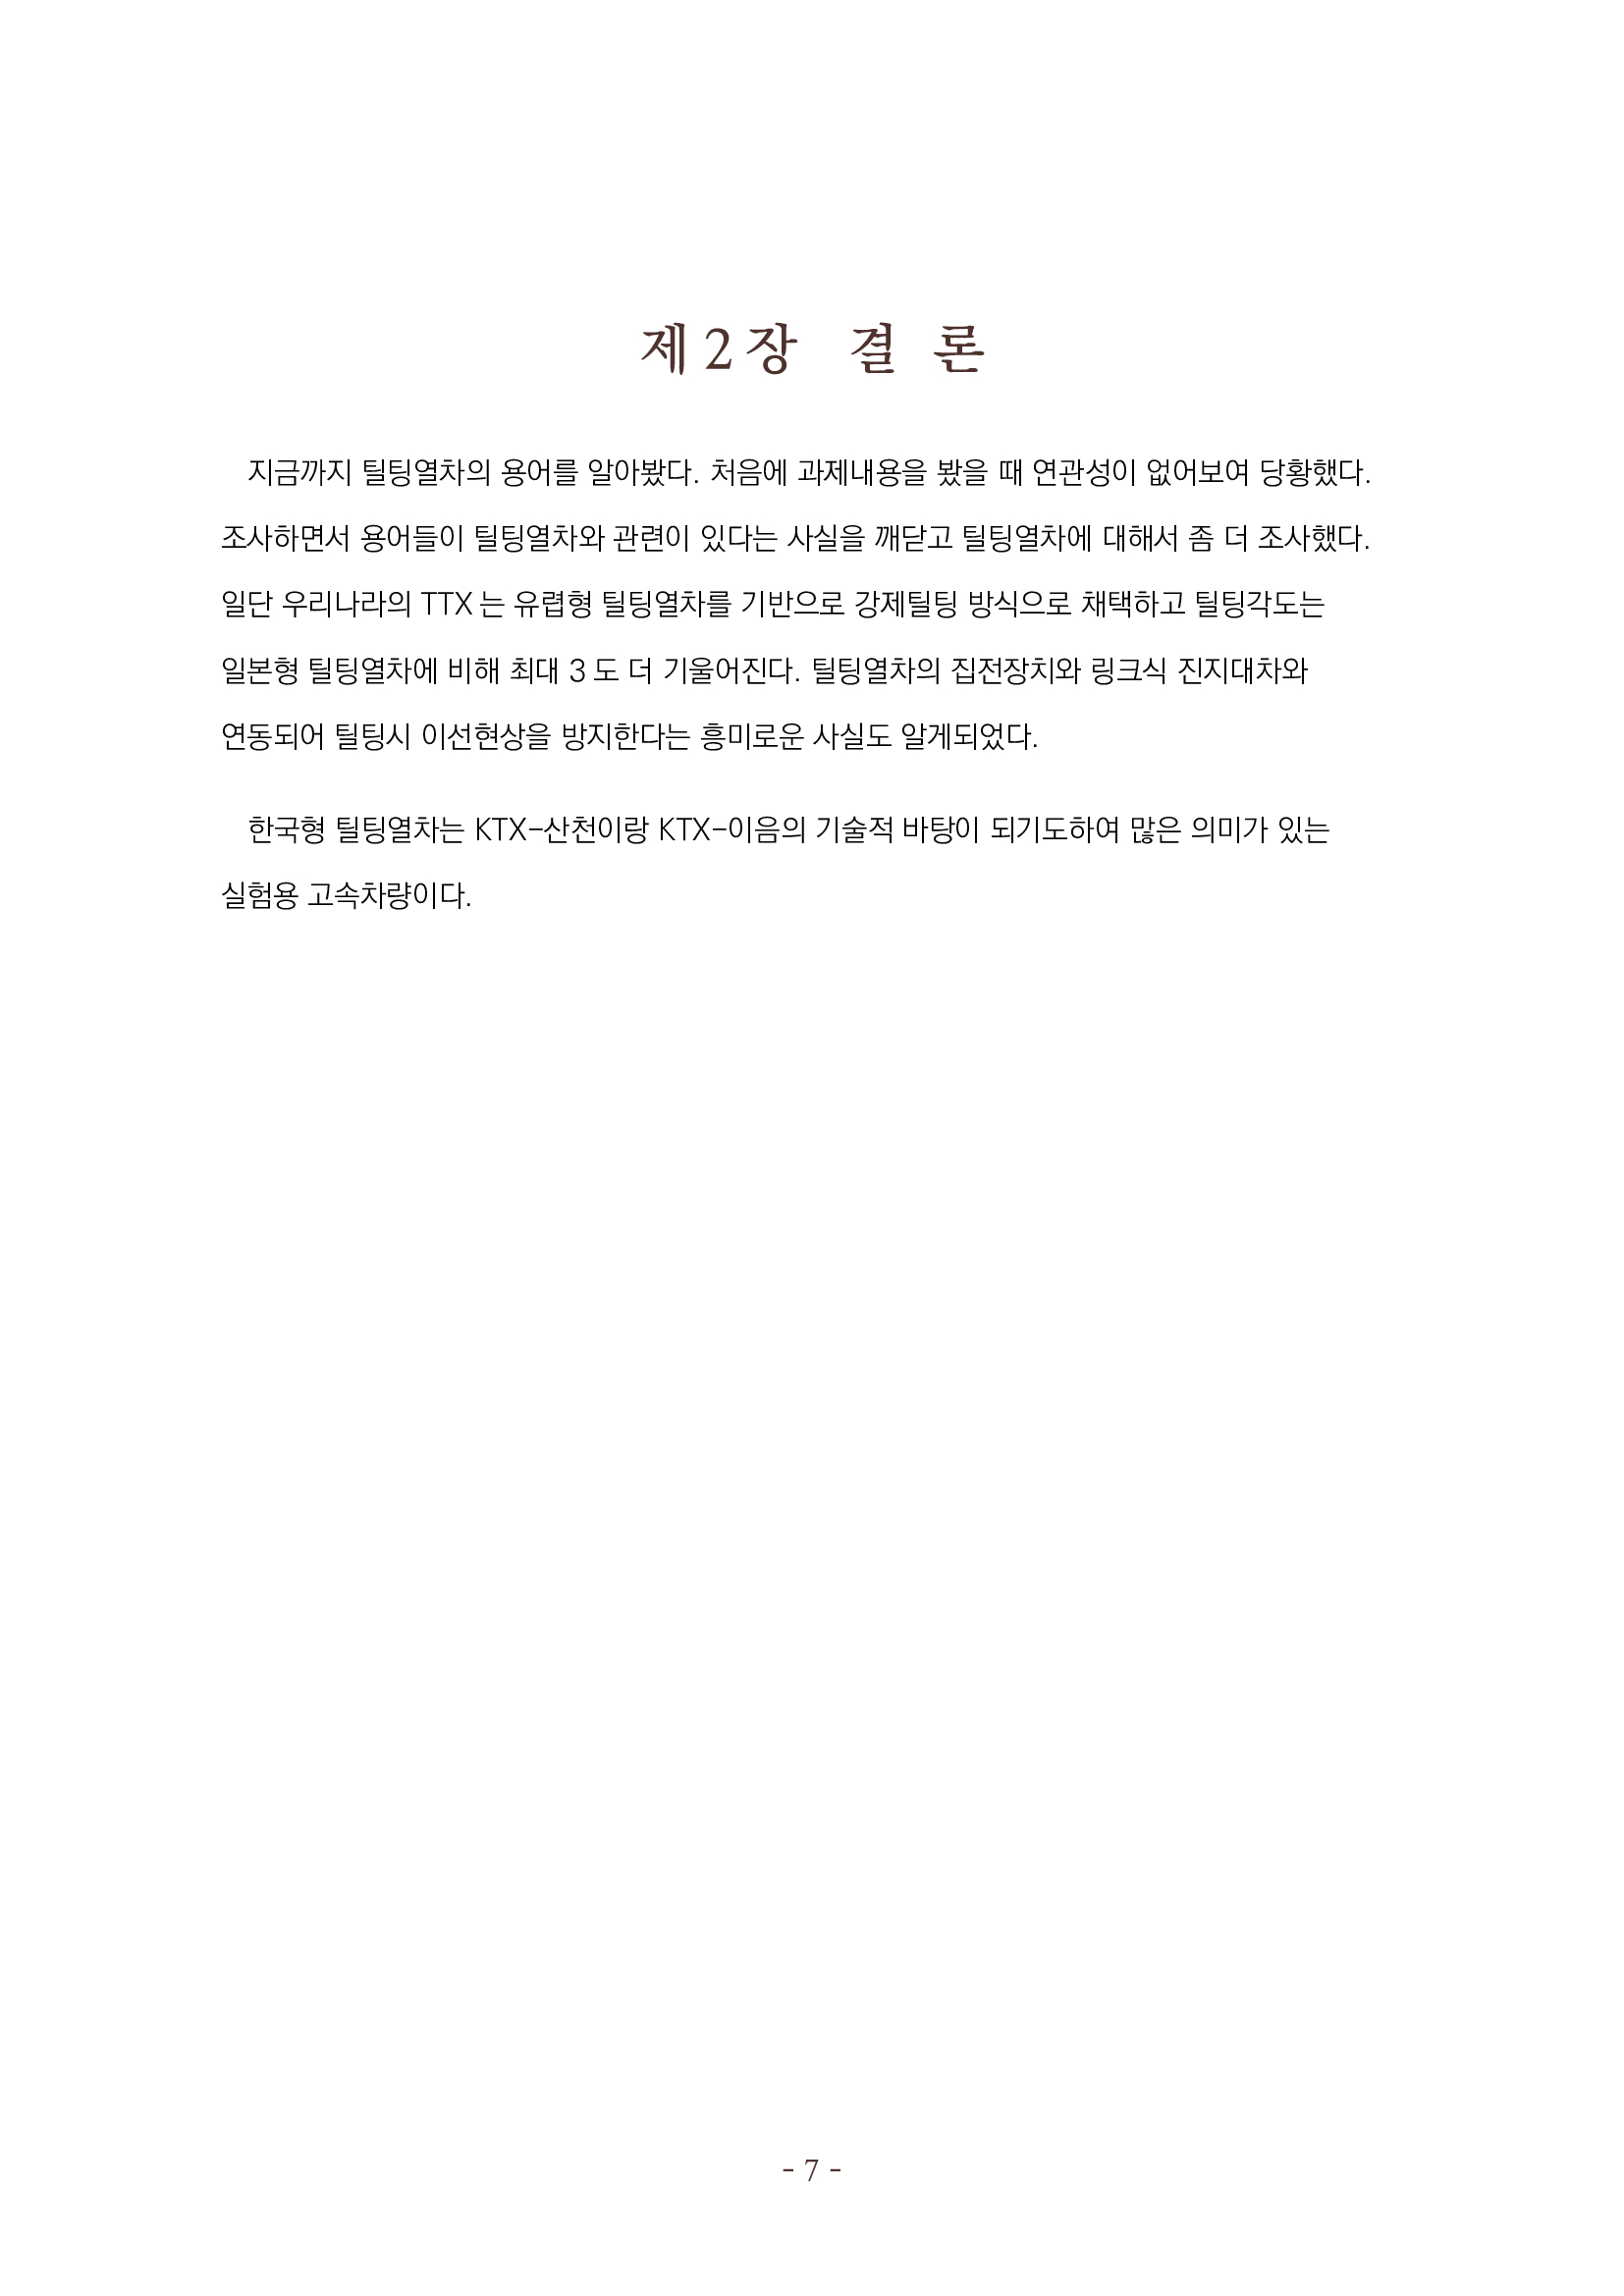 제2장 결 론
지금까지 틸팅열차의 용어를 알아봤다. 처음에 과제내용을 봤을 때 연관성이 없어보여 당황했다.
조사하면서 용어들이 틸팅열차와 관련이 있다는 사실을 깨닫고 틸팅열차에 대해서 좀 더 조사했다.
일단 우리나라의 TTX 는 유렵형 틸팅열차를 기반으로 강제틸팅 방식으로 채택하고 틸팅각도는
일본형 틸팅열차에 비해 최대 3 도 더 기울어진다. 틸팅열차의 집전장치와 링크식 진지대차와
연동되어 틸팅시 이선현상을 방지한다는 흥미로운 사실도 알게되었다.
한국형 틸팅열차는 KTX-산천이랑 KTX-이음의 기술적 바탕이 되기도하여 많은 의미가 있는
실험용 고속차량이다.
- 7 -